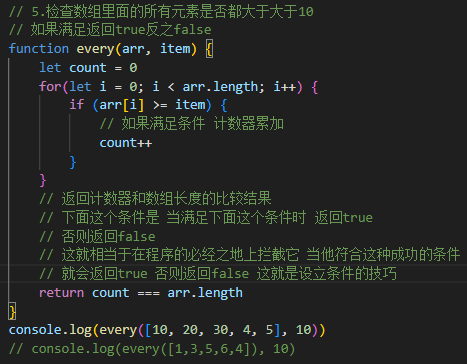 // 5.检查数组里面的所有元素是否都大于大于10
// 如果满足返回true反之false
function every(arr, item) {
let count = 0
for(let i = 0; i < arr.length; i++) {
if (arr[i] >= item) {
// 如果满足条件 计数器累加
count++
}
}
// 返回计数器和数组长度的比较结果
// 下面这个条件是 当满足下面这个条件时 返回true
// 否则返回false
// 这就相当于在程序的必经之地上拦截它 当他符合这种成功的条件
// 就会返回true 否则返回false 这就是设立条件的技巧
return count === arr.length
}
console.log(every([10, 20, 30, 4, 5], 10))
// console.log(every([1,3,5,6,4]), 10)